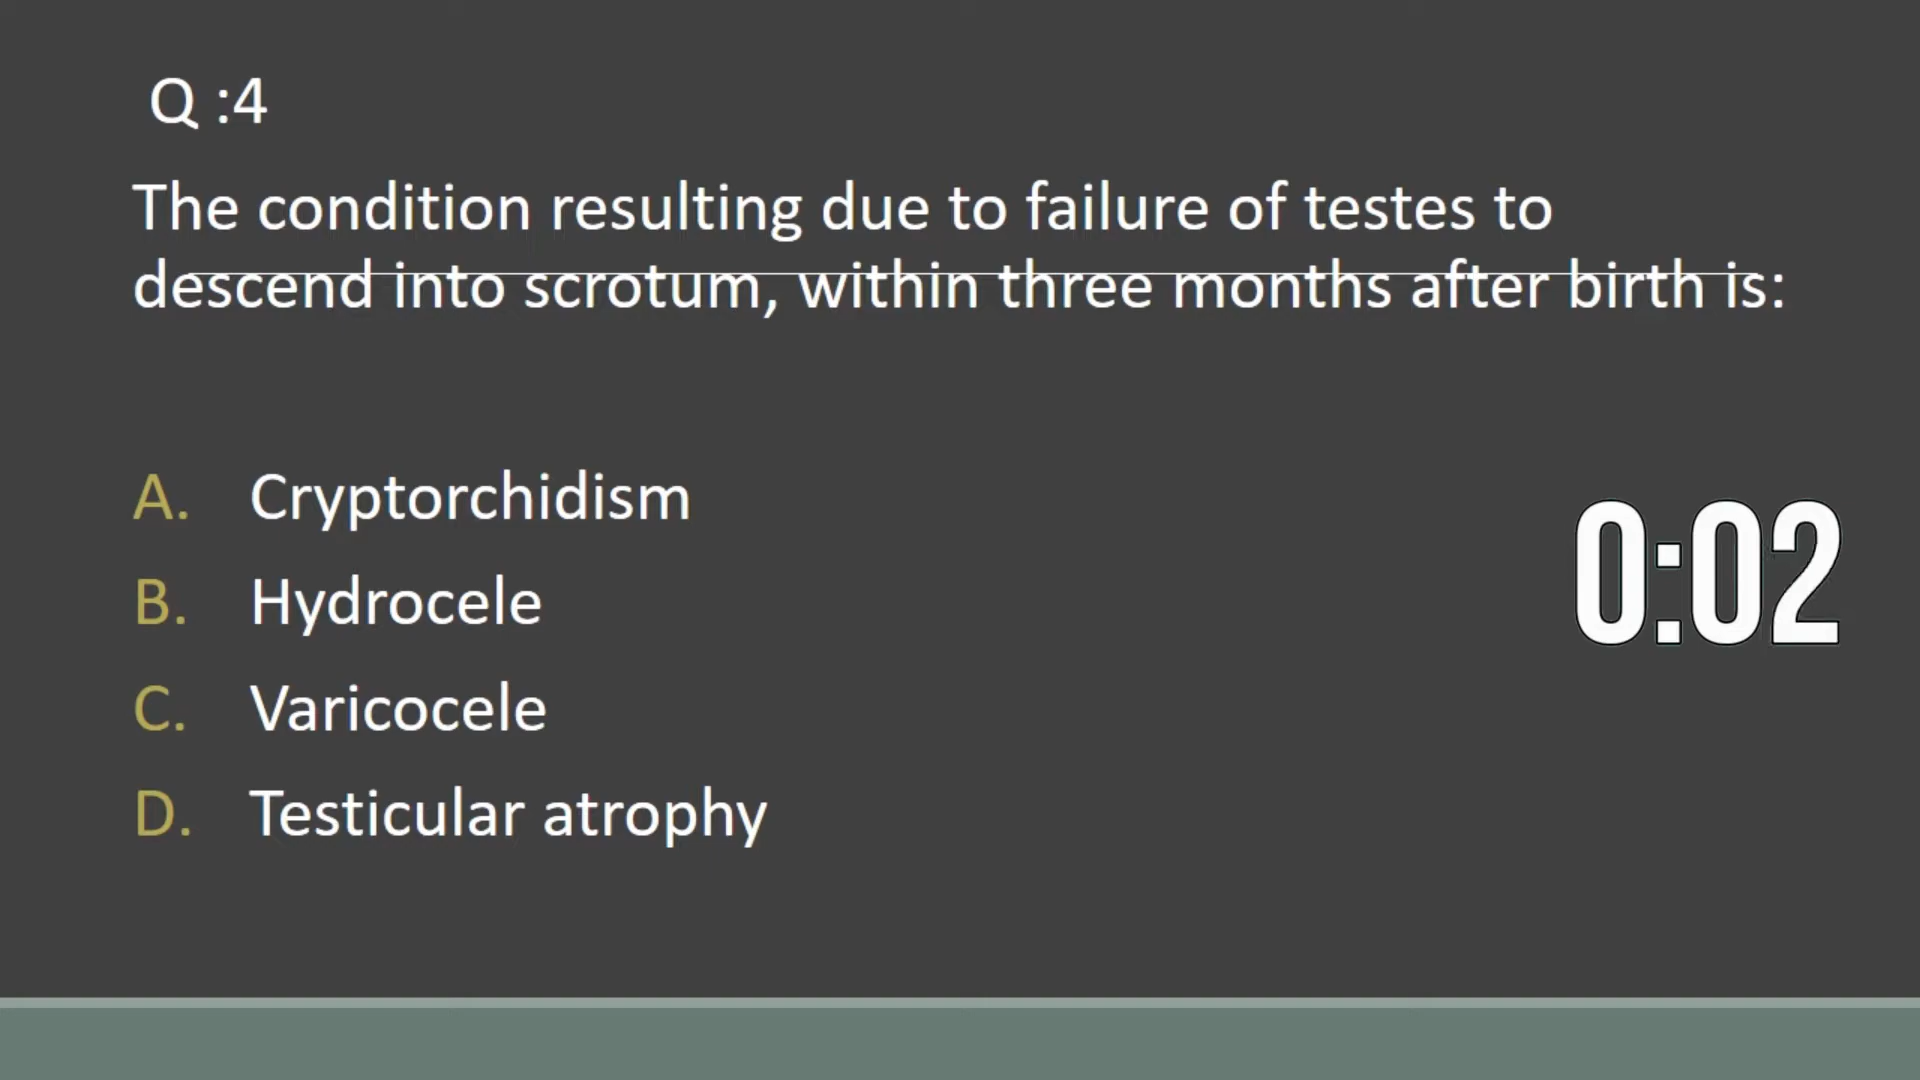 Q :4
The condition resulting due to failure of testes to
descend into scrotum, within three months after birth is:
A. Cryptorchidism
B. Hydrocele
0:02
C. Varicocele
D. Testicular atrophy